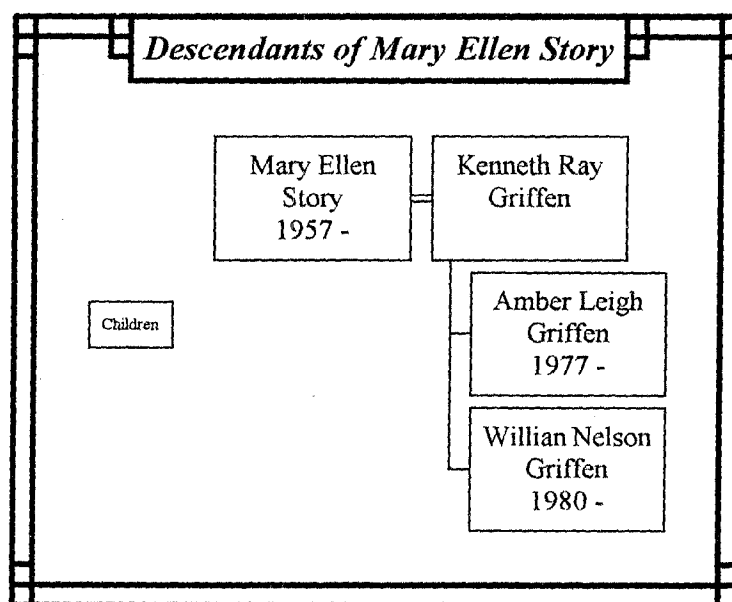 Descendants of Mary Ellen Story
Mary Ellen
Story
1957 -
Kenneth Ray
Griffen
Children
Amber Leigh
Griffen
1977 -
Willian Nelson
Griffen
1980 -